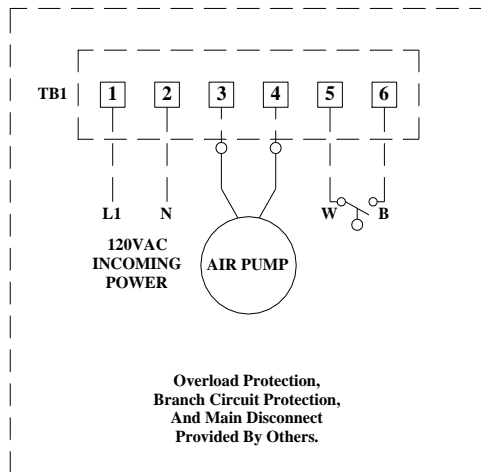 TB1 1 2 3 4 5 6
L1 N W B
120VAC
INCOMING
POWER
AIR PUMP
Overload Protection,
Branch Circuit Protection,
And Main Disconnect
Provided By Others.